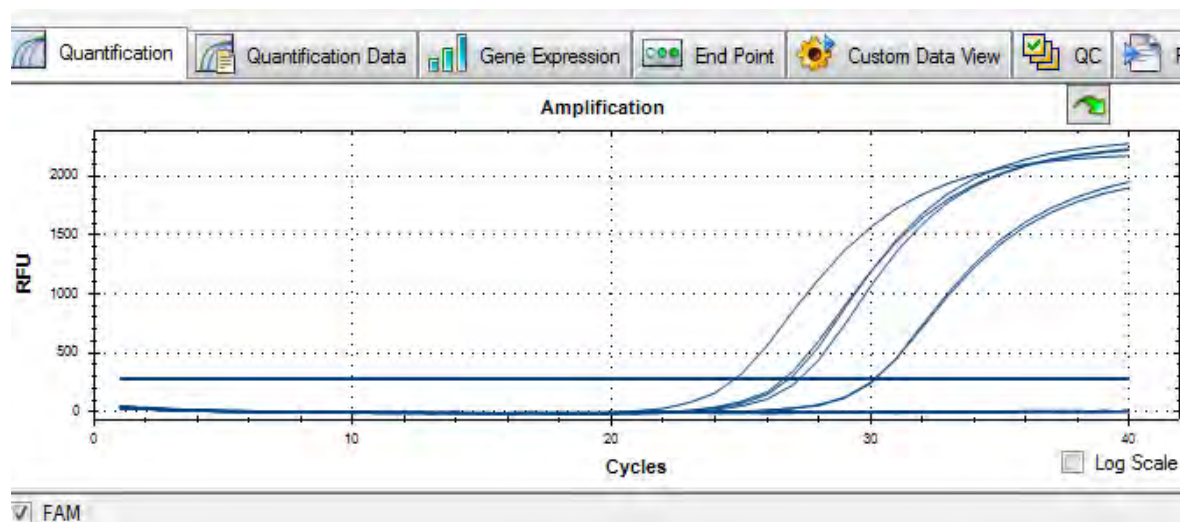 Quantification Quantification Data Gene Expression End Point Custom Data View QC
Amplification
2000
1500
1000
500
0
RFU
0 10 20 30 40
Cycles
Log Scale
FAM